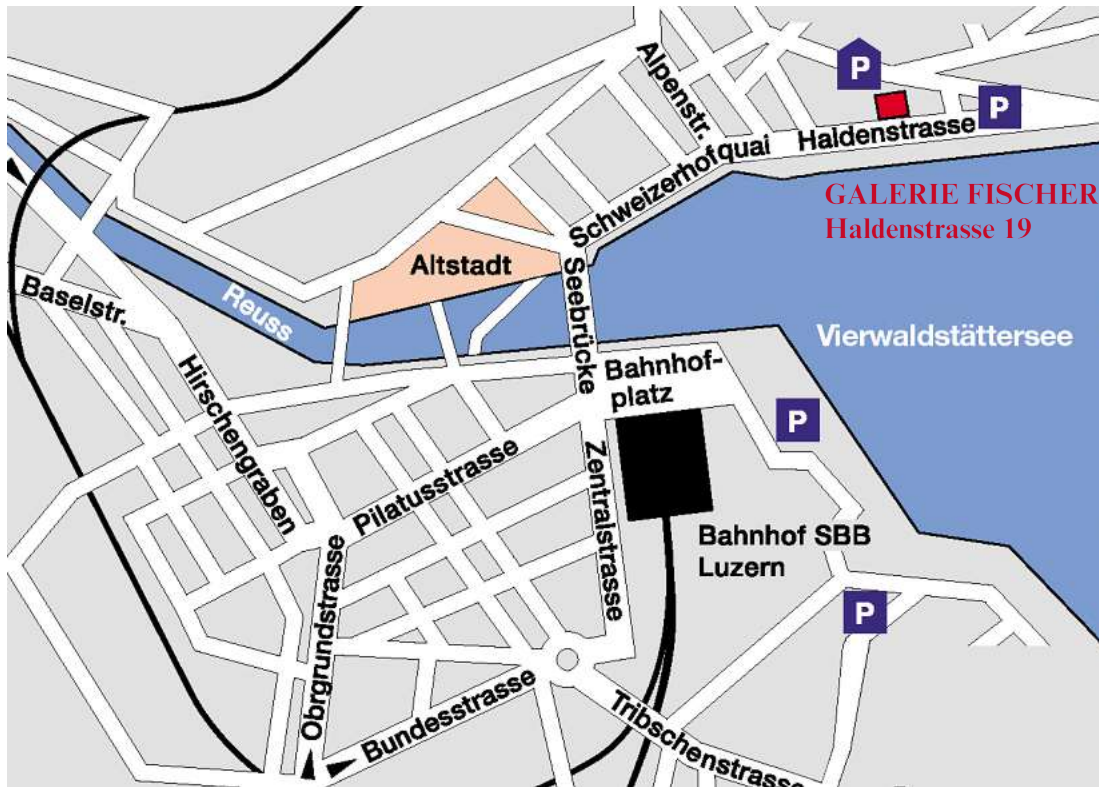 P
P
Alpenstr.
Haldenstrasse
Schweizerhofquai
GALERIE FISCHER
Haldenstrasse 19
Altstadt
Seebrücke
Baselstr.
Reuss
Vierwaldstättersee
Bahnhof-
platz
Hirschengraben
P
Pilatusstrasse
Zentralstrasse
Bahnhof SBB
Luzern
Obrgrundstrasse
P
Bundesstrasse
Tribschenstrasse